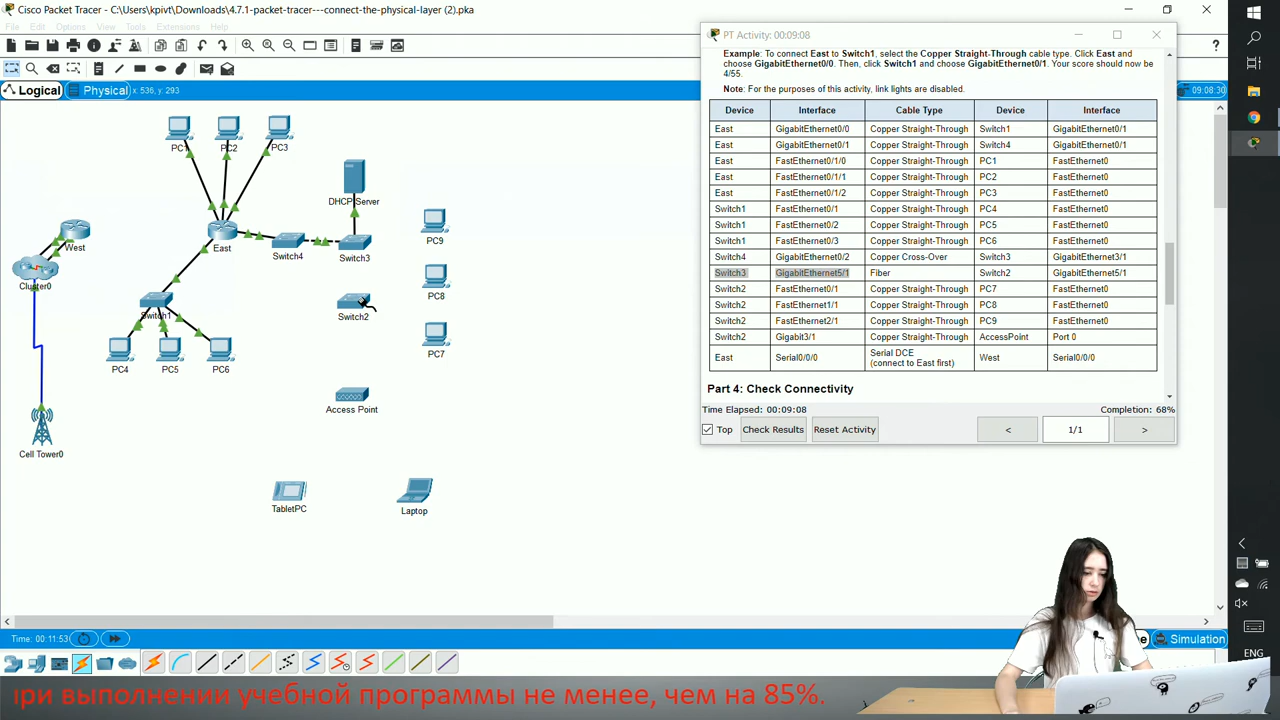 Cisco Packet Tracer - C:\Users\kpivt\Downloads\4.7.1-packet-tracer---connect-the-physical-layer (2).pka
File Edit Options View Tools Extensions Help
Logical Physical x: 536, y: 293
09:08:30
PT Activity: 00:09:08
Example: To connect East to Switch1, select the Copper Straight-Through cable type. Click East and
choose GigabitEthernet0/0. Then, click Switch1 and choose GigabitEthernet0/1. Your score should now be
4/55.
Note: For the purposes of this activity, link lights are disabled.
Device Interface Cable Type Device Interface
East GigabitEthernet0/0 Copper Straight-Through Switch1 GigabitEthernet0/1
East GigabitEthernet0/1 Copper Straight-Through Switch4 GigabitEthernet0/1
East FastEthernet0/1/0 Copper Straight-Through PC1 FastEthernet0
East FastEthernet0/1/1 Copper Straight-Through PC2 FastEthernet0
East FastEthernet0/1/2 Copper Straight-Through PC3 FastEthernet0
Switch1 FastEthernet0/1 Copper Straight-Through PC4 FastEthernet0
Switch1 FastEthernet0/2 Copper Straight-Through PC5 FastEthernet0
Switch1 FastEthernet0/3 Copper Straight-Through PC6 FastEthernet0
Switch4 GigabitEthernet0/2 Copper Cross-Over Switch3 GigabitEthernet3/1
Switch3 GigabitEthernet5/1 Fiber Switch2 GigabitEthernet5/1
Switch2 FastEthernet0/1 Copper Straight-Through PC7 FastEthernet0
Switch2 FastEthernet1/1 Copper Straight-Through PC8 FastEthernet0
Switch2 FastEthernet2/1 Copper Straight-Through PC9 FastEthernet0
Switch2 Gigabit3/1 Copper Straight-Through AccessPoint Port 0
East Serial0/0/0 Serial DCE (connect to East first) West Serial0/0/0
Part 4: Check Connectivity
Time Elapsed: 00:09:08 Completion: 68%
Top Check Results Reset Activity < 1/1 >
PC1 PC2 PC3
DHCP Server
PC9
West East Switch4 Switch3
Cluster0
PC8
Switch1 Switch2
PC7
PC4 PC5 PC6
Access Point
Cell Tower0
TabletPC Laptop
Time: 00:11:53
Simulation
ENG
при выполнении учебной программы не менее, чем на 85%.